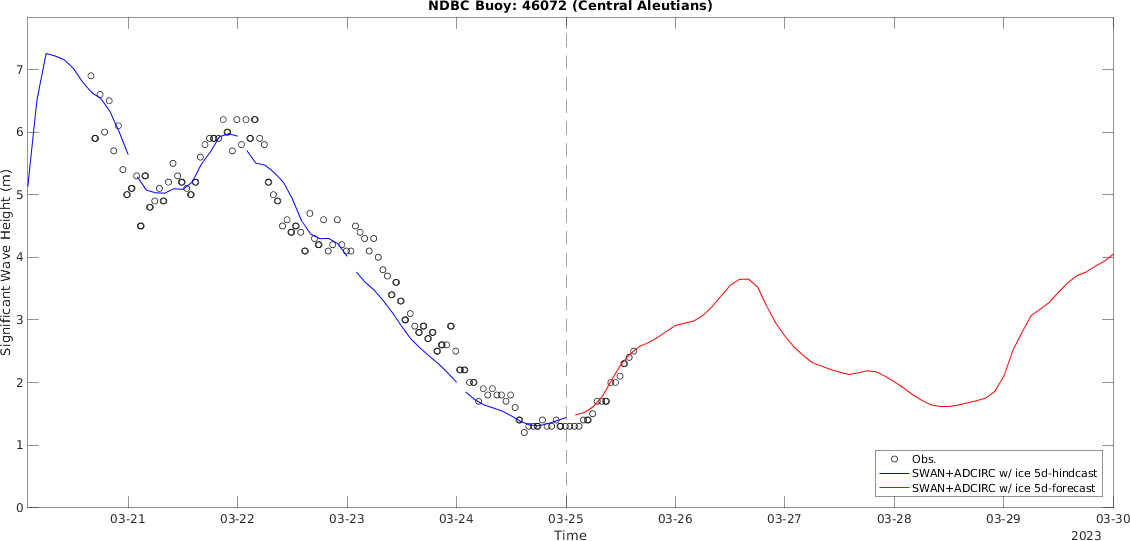 NDBC Buoy: 46072 (Central Aleutians)
Significant Wave Height (m)
7
6
5
4
3
2
1
0
03-21 03-22 03-23 03-24 03-25 03-26 03-27 03-28 03-29 03-30
Time
2023
Obs.
SWAN+ADCIRC w/ ice 5d-hindcast
SWAN+ADCIRC w/ ice 5d-forecast